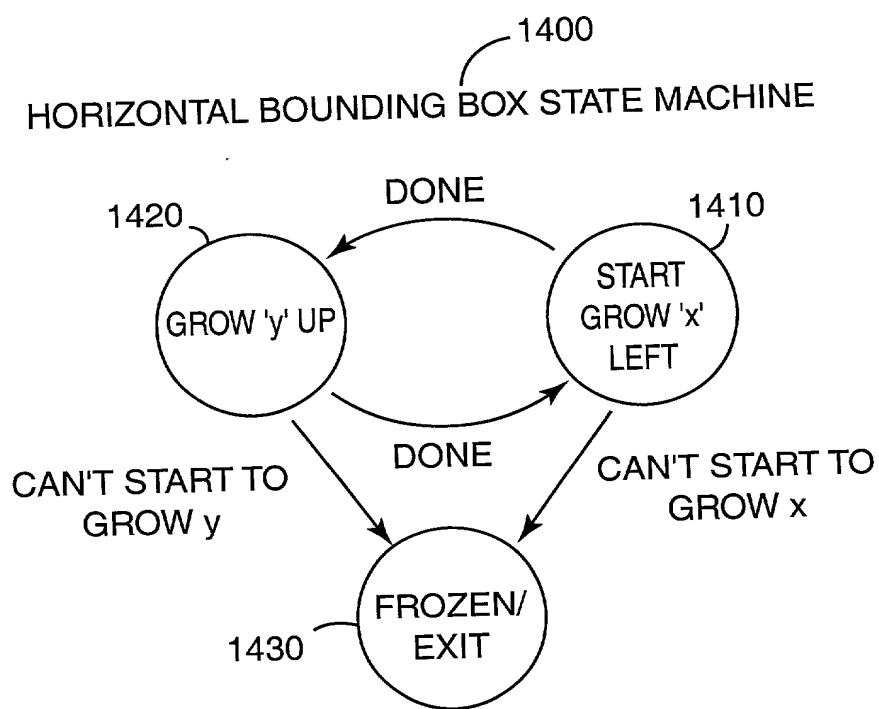 1400
HORIZONTAL BOUNDING BOX STATE MACHINE
DONE
1420
1410
GROW 'y' UP
START
GROW 'x'
LEFT
DONE
CAN'T START TO
GROW y
CAN'T START TO
GROW x
FROZEN/
EXIT
1430